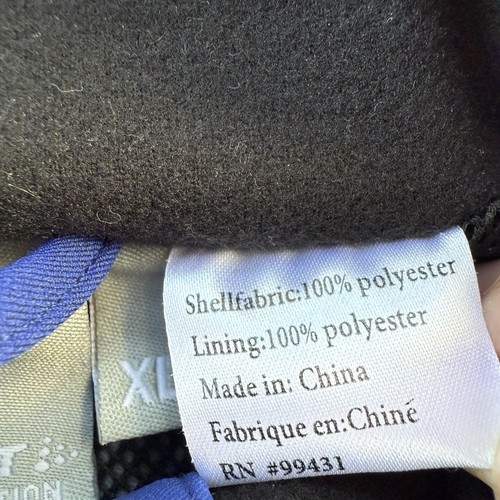 Shellfabric:100% polyester
Lining:100% polyester
Made in: China
Fabrique en:Chiné
RN #99431
XL